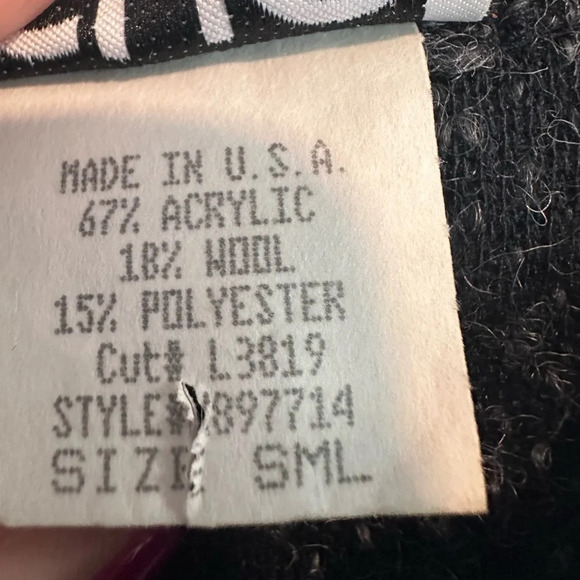 MADE IN U.S.A.
67% ACRYLIC
18% WOOL
15% POLYESTER
Cut# L3819
STYLE# 897714
SIZE SML